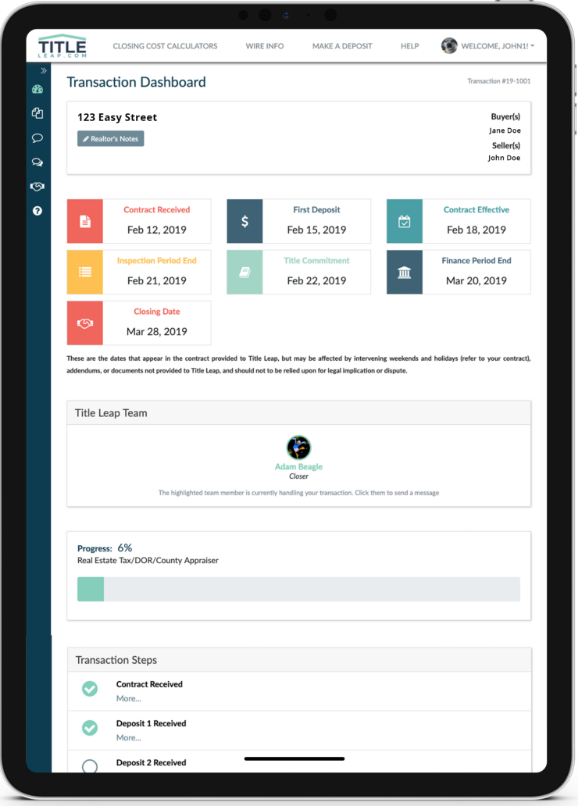 TITLE
LEAP.COM
CLOSING COST CALCULATORS
WIRE INFO
MAKE A DEPOSIT
HELP
WELCOME, JOHN1!
Transaction Dashboard
Transaction #19-1001
123 Easy Street
Realtor's Notes
Buyer(s)
Jane Doe
Seller(s)
John Doe
Contract Received
Feb 12, 2019
First Deposit
Feb 15, 2019
Contract Effective
Feb 18, 2019
Inspection Period End
Feb 21, 2019
Title Commitment
Feb 22, 2019
Finance Period End
Mar 20, 2019
Closing Date
Mar 28, 2019
These are the dates that appear in the contract provided to Title Leap, but may be affected by intervening weekends and holidays (refer to your contract),
addendums, or documents not provided to Title Leap, and should not to be relied upon for legal implication or dispute.
Title Leap Team
Adam Beagle
Closer
The highlighted team member is currently handling your transaction. Click them to send a message
Progress: 6%
Real Estate Tax/DOR/County Appraiser
Transaction Steps
Contract Received
More...
Deposit 1 Received
More...
Deposit 2 Received